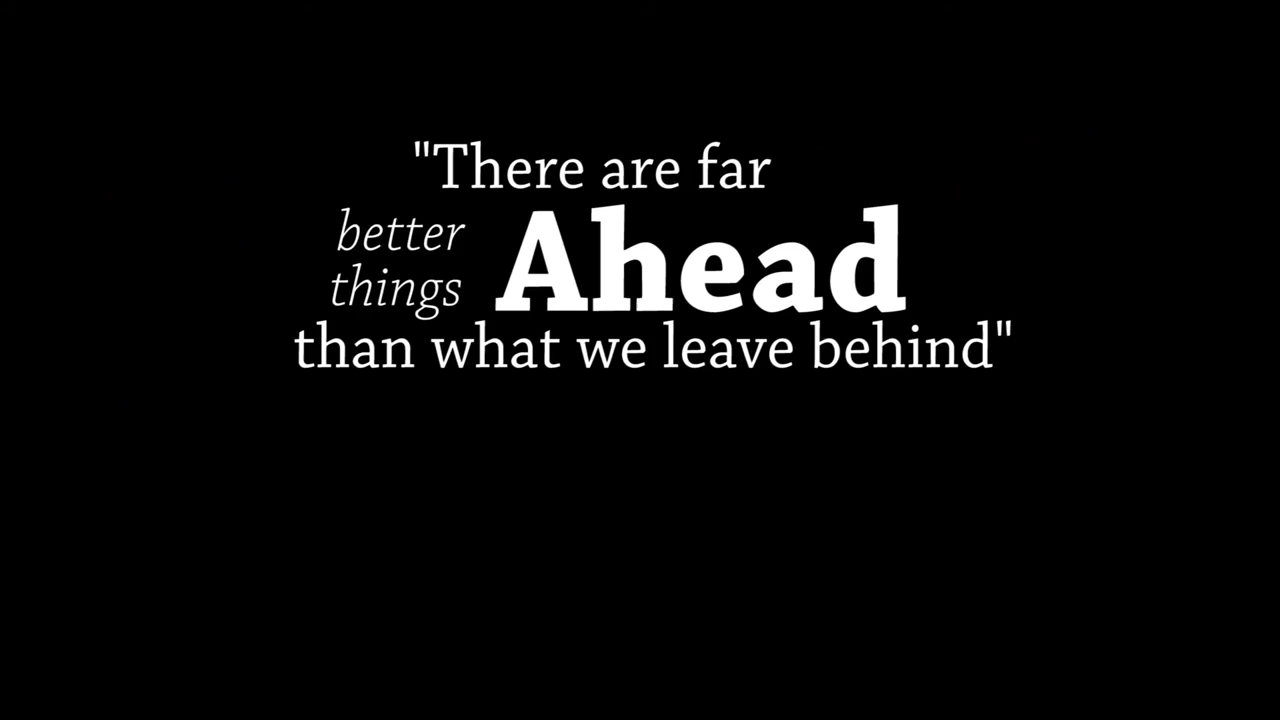 "There are far
better
things
Ahead
than what we leave behind"